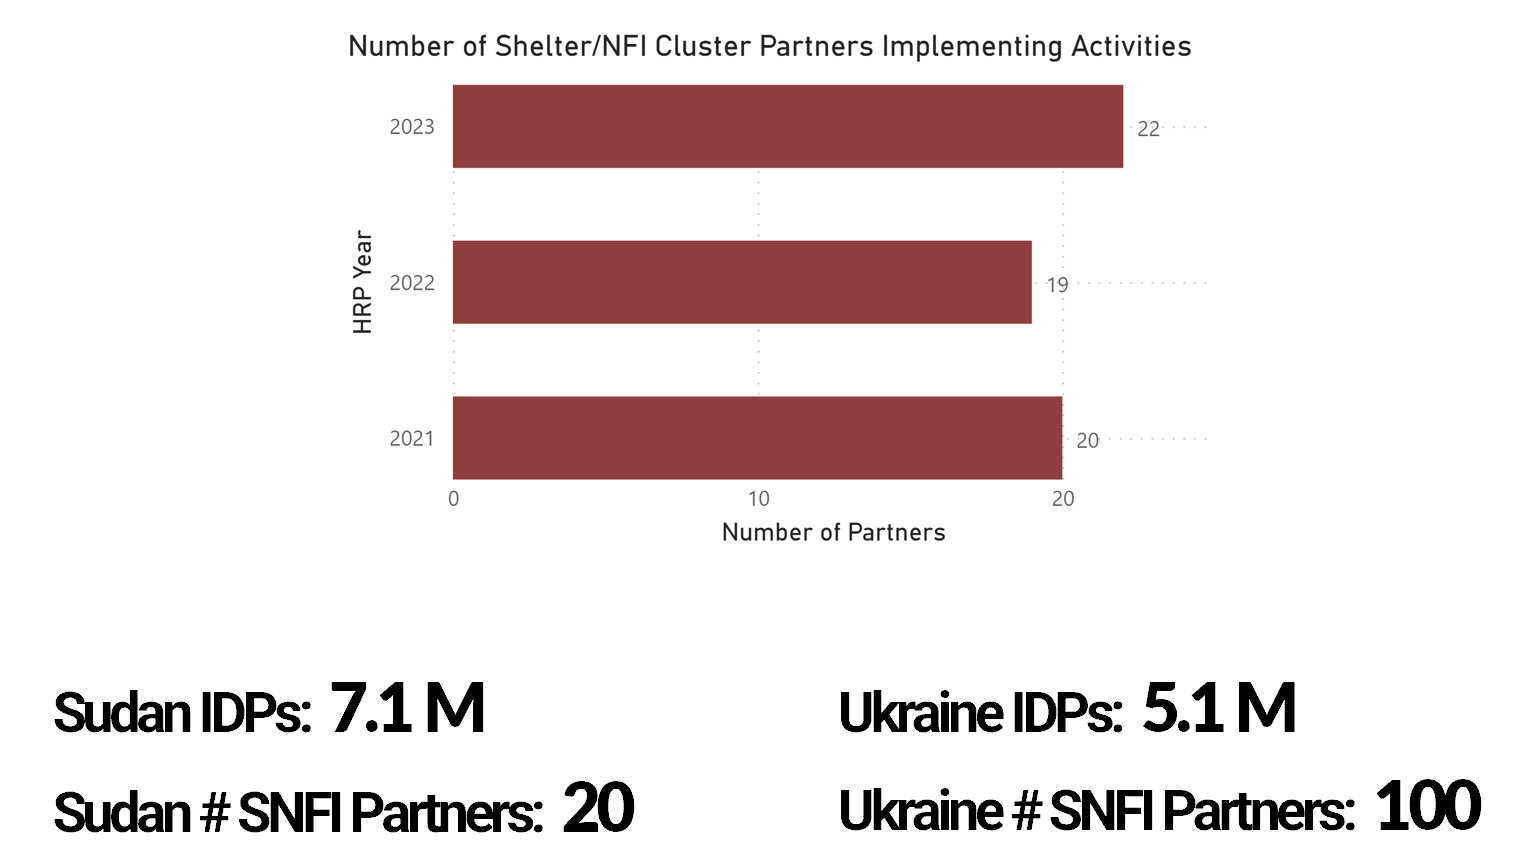 Number of Shelter/NFI Cluster Partners Implementing Activities
2023
22
HRP Year
2022
19
2021
20
0 10 20
Number of Partners
Sudan IDPs: 7.1 M
Ukraine IDPs: 5.1 M
Sudan # SNFI Partners: 20
Ukraine # SNFI Partners: 100